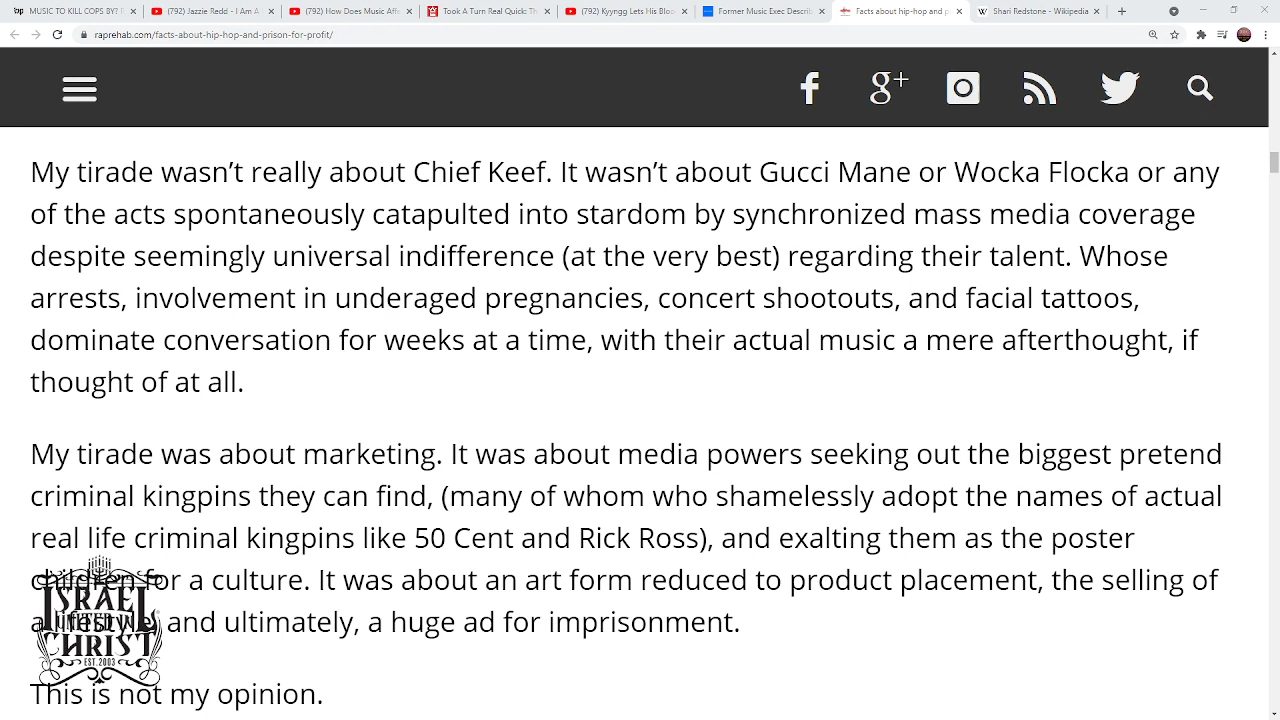 MUSIC TO KILL COPS BY?
(792) Jazzie Redd - I Am A
(792) How Does Music Affe
Took A Turn Real Quick: Th
(792) Kyyngg Lets His Bloo
Former Music Exec Describ
Facts about hip-hop and p
Shari Redstone - Wikipedia
raprehab.com/facts-about-hip-hop-and-prison-for-profit/
My tirade wasn’t really about Chief Keef. It wasn’t about Gucci Mane or Wocka Flocka or any
of the acts spontaneously catapulted into stardom by synchronized mass media coverage
despite seemingly universal indifference (at the very best) regarding their talent. Whose
arrests, involvement in underaged pregnancies, concert shootouts, and facial tattoos,
dominate conversation for weeks at a time, with their actual music a mere afterthought, if
thought of at all.
My tirade was about marketing. It was about media powers seeking out the biggest pretend
criminal kingpins they can find, (many of whom who shamelessly adopt the names of actual
real life criminal kingpins like 50 Cent and Rick Ross), and exalting them as the poster
children for a culture. It was about an art form reduced to product placement, the selling of
a lifestyle, and ultimately, a huge ad for imprisonment.
This is not my opinion.
ISRAEL
UNITED IN
CHRIST
EST. 2003